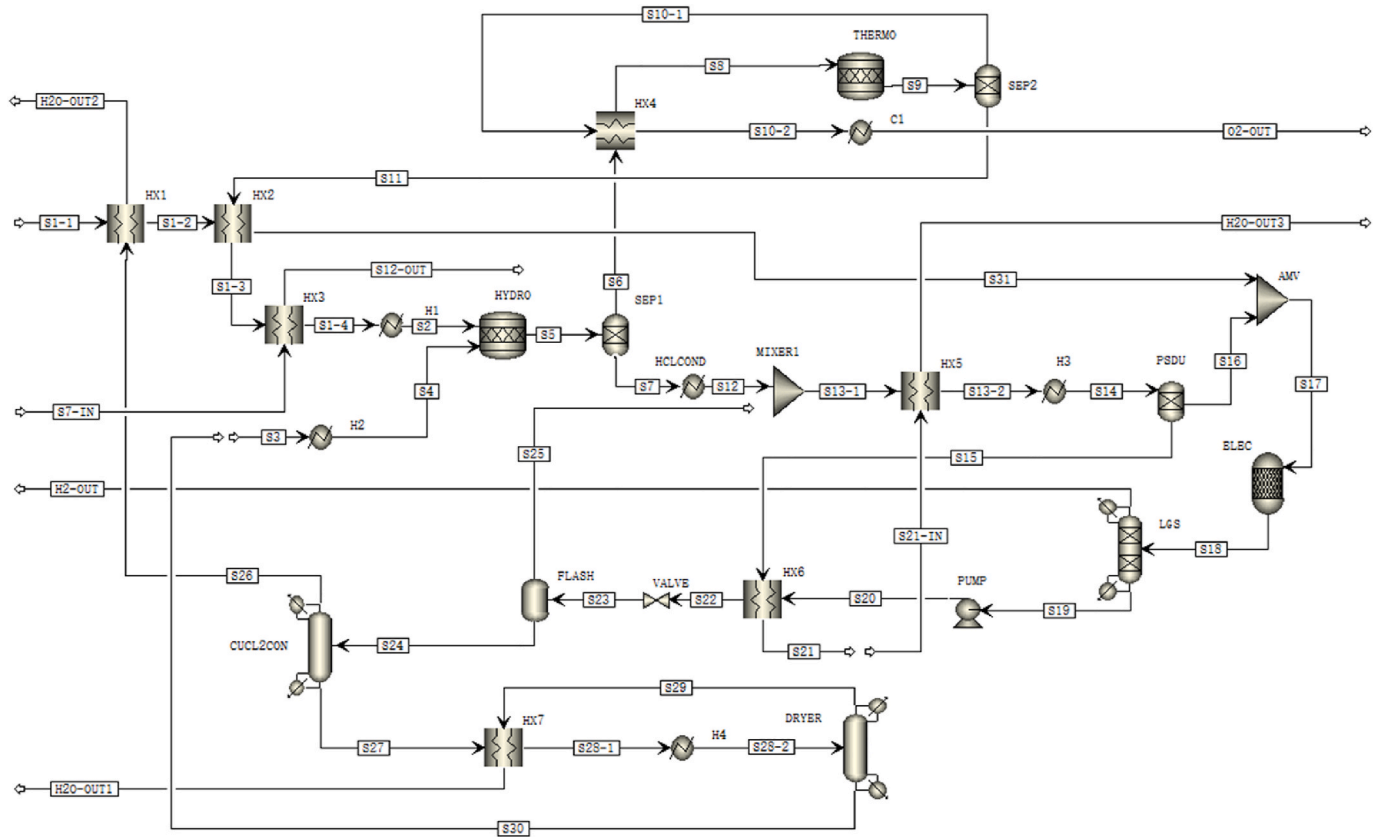 S10-1
THERMO
S8
S9
SEP2
H2O-OUT2
HX4
C1
S10-2
O2-OUT
S11
HX1
HX2
S1-1
S1-2
H2O-OUT3
S12-OUT
S31
AMV
S1-3
S6
HX3
HYDRO
SEP1
H1
S1-4
S2
S5
HCLCOND
MIXER1
HX5
H3
PSDU
S16
S17
S4
S7
S12
S13-1
S13-2
S14
S7-IN
H2
S3
S25
S15
ELEC
H2-OUT
LGS
S21-IN
S18
S26
FLASH
VALVE
HX6
PUMP
S23
S22
S20
S19
CUCL2CON
S24
S21
S29
DRYER
HX7
H4
S27
S28-1
S28-2
H2O-OUT1
S30